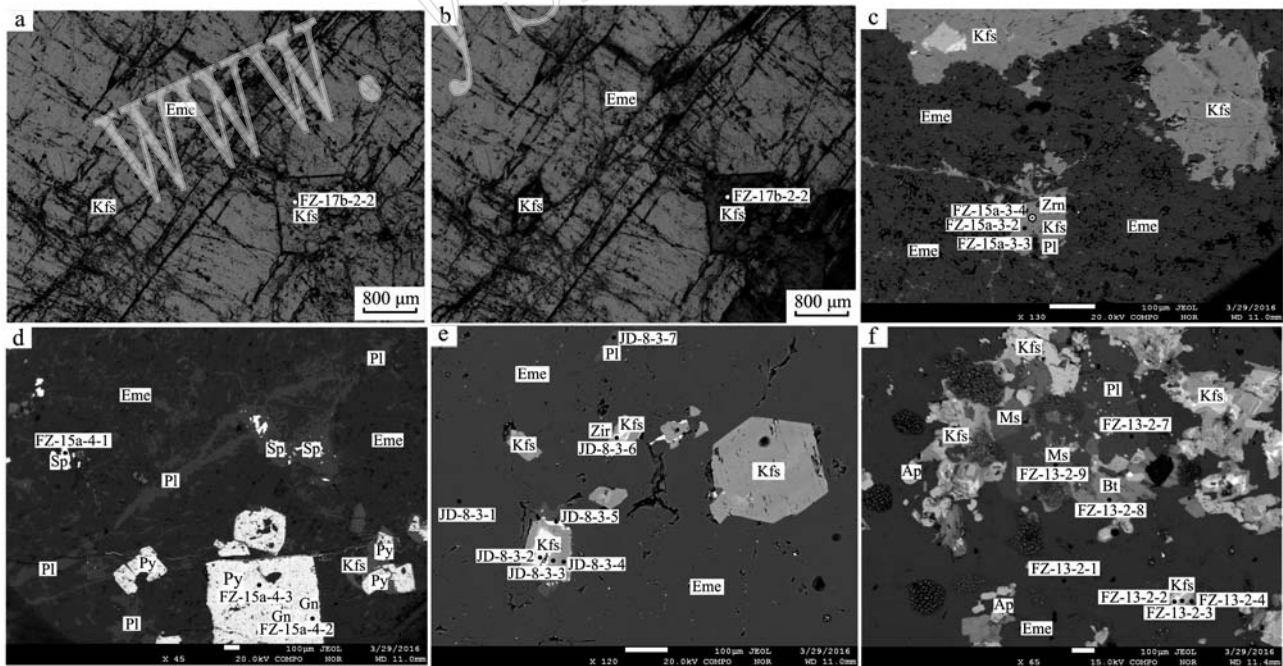 WWW. ys
a
Eme
Kfs
FZ-17b-2-2
Kfs
800 μm
b
Eme
Kfs
FZ-17b-2-2
Kfs
800 μm
c
Kfs
Kfs
Eme
FZ-15a-3-4
Zrn
FZ-15a-3-2
Kfs
Eme
Eme
FZ-15a-3-3
Pl
100μm JEOL 3/29/2016
X 130 20.0kV COMPO NOR WD 11.0mm
d
Pl
Eme
FZ-15a-4-1
Sp
Sp
Sp
Eme
Pl
Pl
Py
Kfs
Py
Py
Py
FZ-15a-4-3
Gn
Gn
FZ-15a-4-2
Pl
100μm JEOL 3/29/2016
X 45 20.0kV COMPO NOR WD 11.0mm
e
JD-8-3-7
Pl
Eme
Kfs
Zir
Kfs
JD-8-3-6
Kfs
JD-8-3-1
JD-8-3-5
Kfs
JD-8-3-2
JD-8-3-4
JD-8-3-3
Eme
100μm JEOL 3/29/2016
X 120 20.0kV COMPO NOR WD 11.0mm
f
Kfs
Pl
Kfs
Ms
FZ-13-2-7
Kfs
Ms
Ap
FZ-13-2-9
Bt
FZ-13-2-8
FZ-13-2-1
Kfs
Ap
FZ-13-2-2
FZ-13-2-4
FZ-13-2-3
Eme
100μm JEOL 3/29/2016
X 65 15.0kV COMPO NOR WD 11.0mm